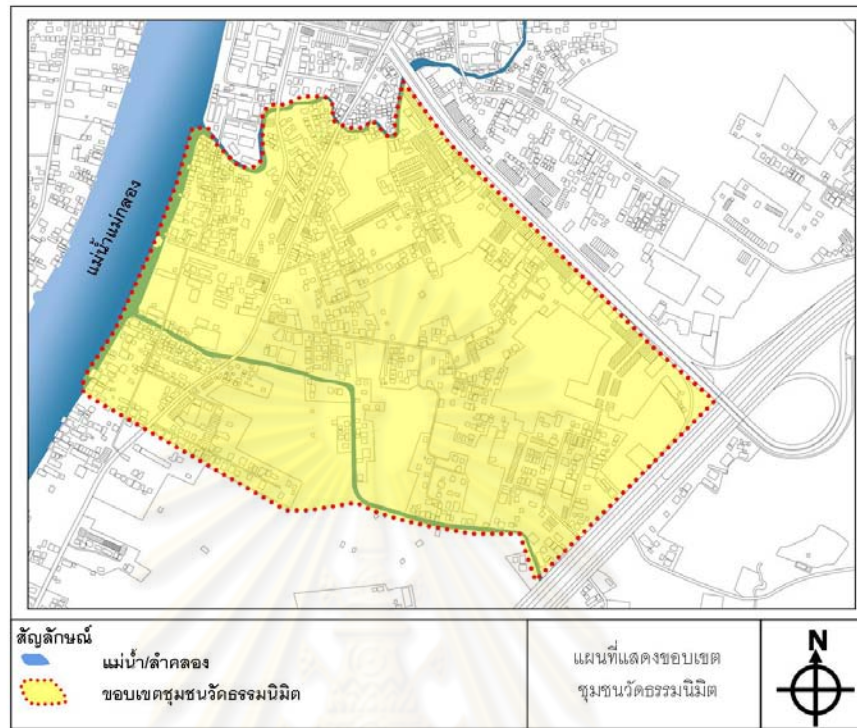 แม่น้ำแม่กลอง
สัญลักษณ์
แม่น้ำ/ลำคลอง
ขอบเขตชุมชนวัดธรรมนิมิต
แผนที่แสดงขอบเขต
ชุมชนวัดธรรมนิมิต
N